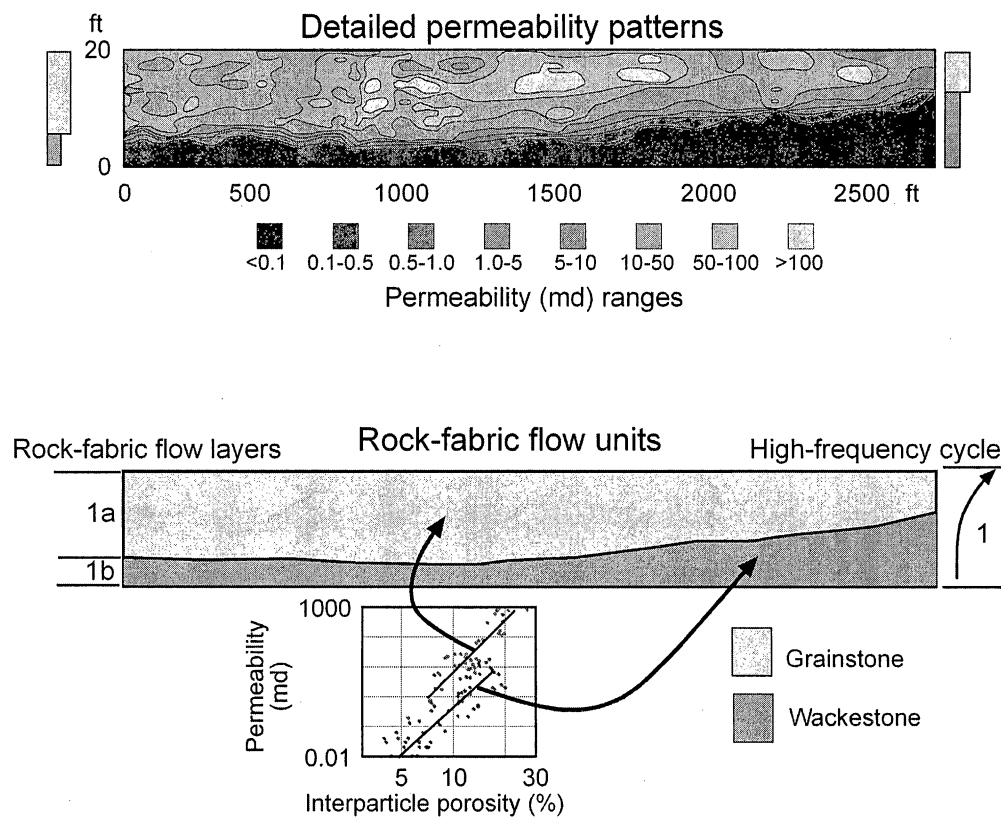 Detailed permeability patterns
ft
20
0
0 500 1000 1500 2000 2500 ft
<0.1 0.1-0.5 0.5-1.0 1.0-5 5-10 10-50 50-100 >100
Permeability (md) ranges
Rock-fabric flow layers
Rock-fabric flow units
High-frequency cycle
1a
1b
1
1000
Permeability
(md)
0.01
5 10 30
Interparticle porosity (%)
Grainstone
Wackestone